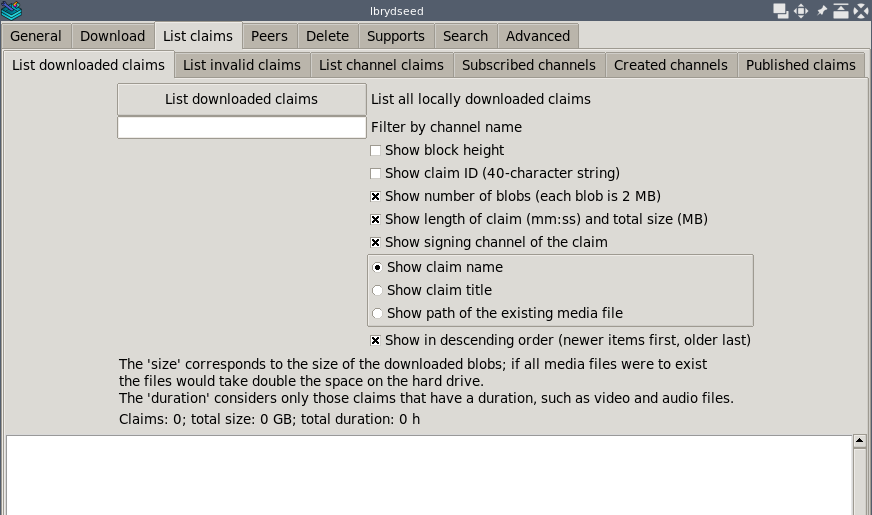 lbrydseed
General Download List claims Peers Delete Supports Search Advanced
List downloaded claims List invalid claims List channel claims Subscribed channels Created channels Published claims
List downloaded claims List all locally downloaded claims
Filter by channel name
Show block height
Show claim ID (40-character string)
Show number of blobs (each blob is 2 MB)
Show length of claim (mm:ss) and total size (MB)
Show signing channel of the claim
Show claim name
Show claim title
Show path of the existing media file
Show in descending order (newer items first, older last)
The 'size' corresponds to the size of the downloaded blobs; if all media files were to exist
the files would take double the space on the hard drive.
The 'duration' considers only those claims that have a duration, such as video and audio files.
Claims: 0; total size: 0 GB; total duration: 0 h